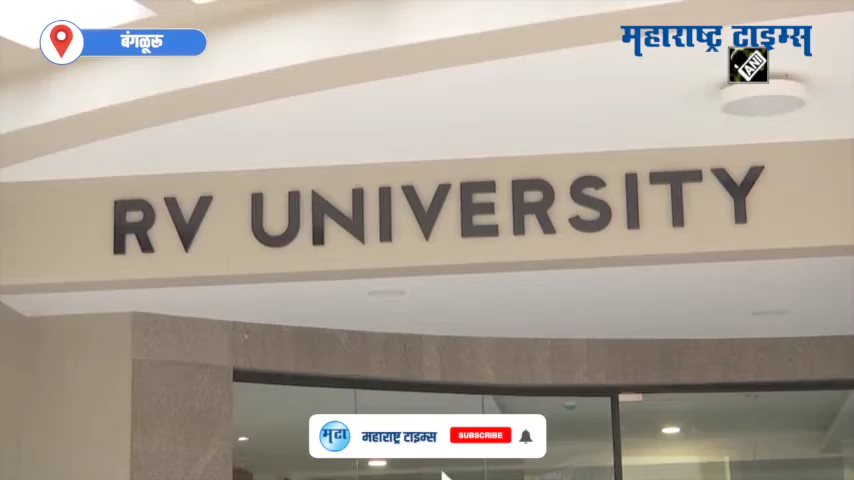 बंगळूरू
महाराष्ट्र टाइम्स
ANI
RV UNIVERSITY
मटा महाराष्ट्र टाइम्स SUBSCRIBE